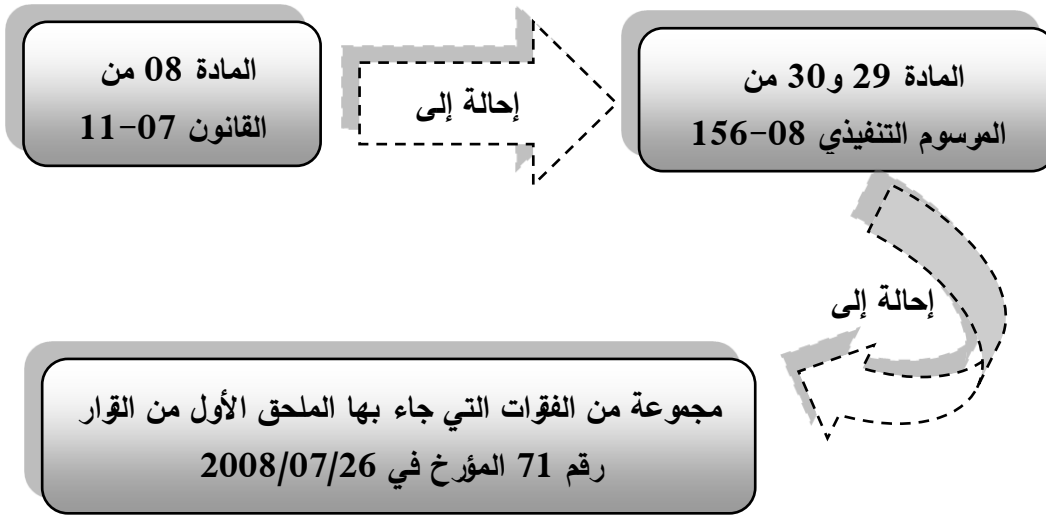 المادة 08 من
القانون 07-11
إحالة إلى
المادة 29 و30 من
المرسوم التنفيذي 08-156
إحالة إلى
مجموعة من الفقرات التي جاء بها الملحق الأول من القرار
رقم 71 المؤرخ في 2008/07/26